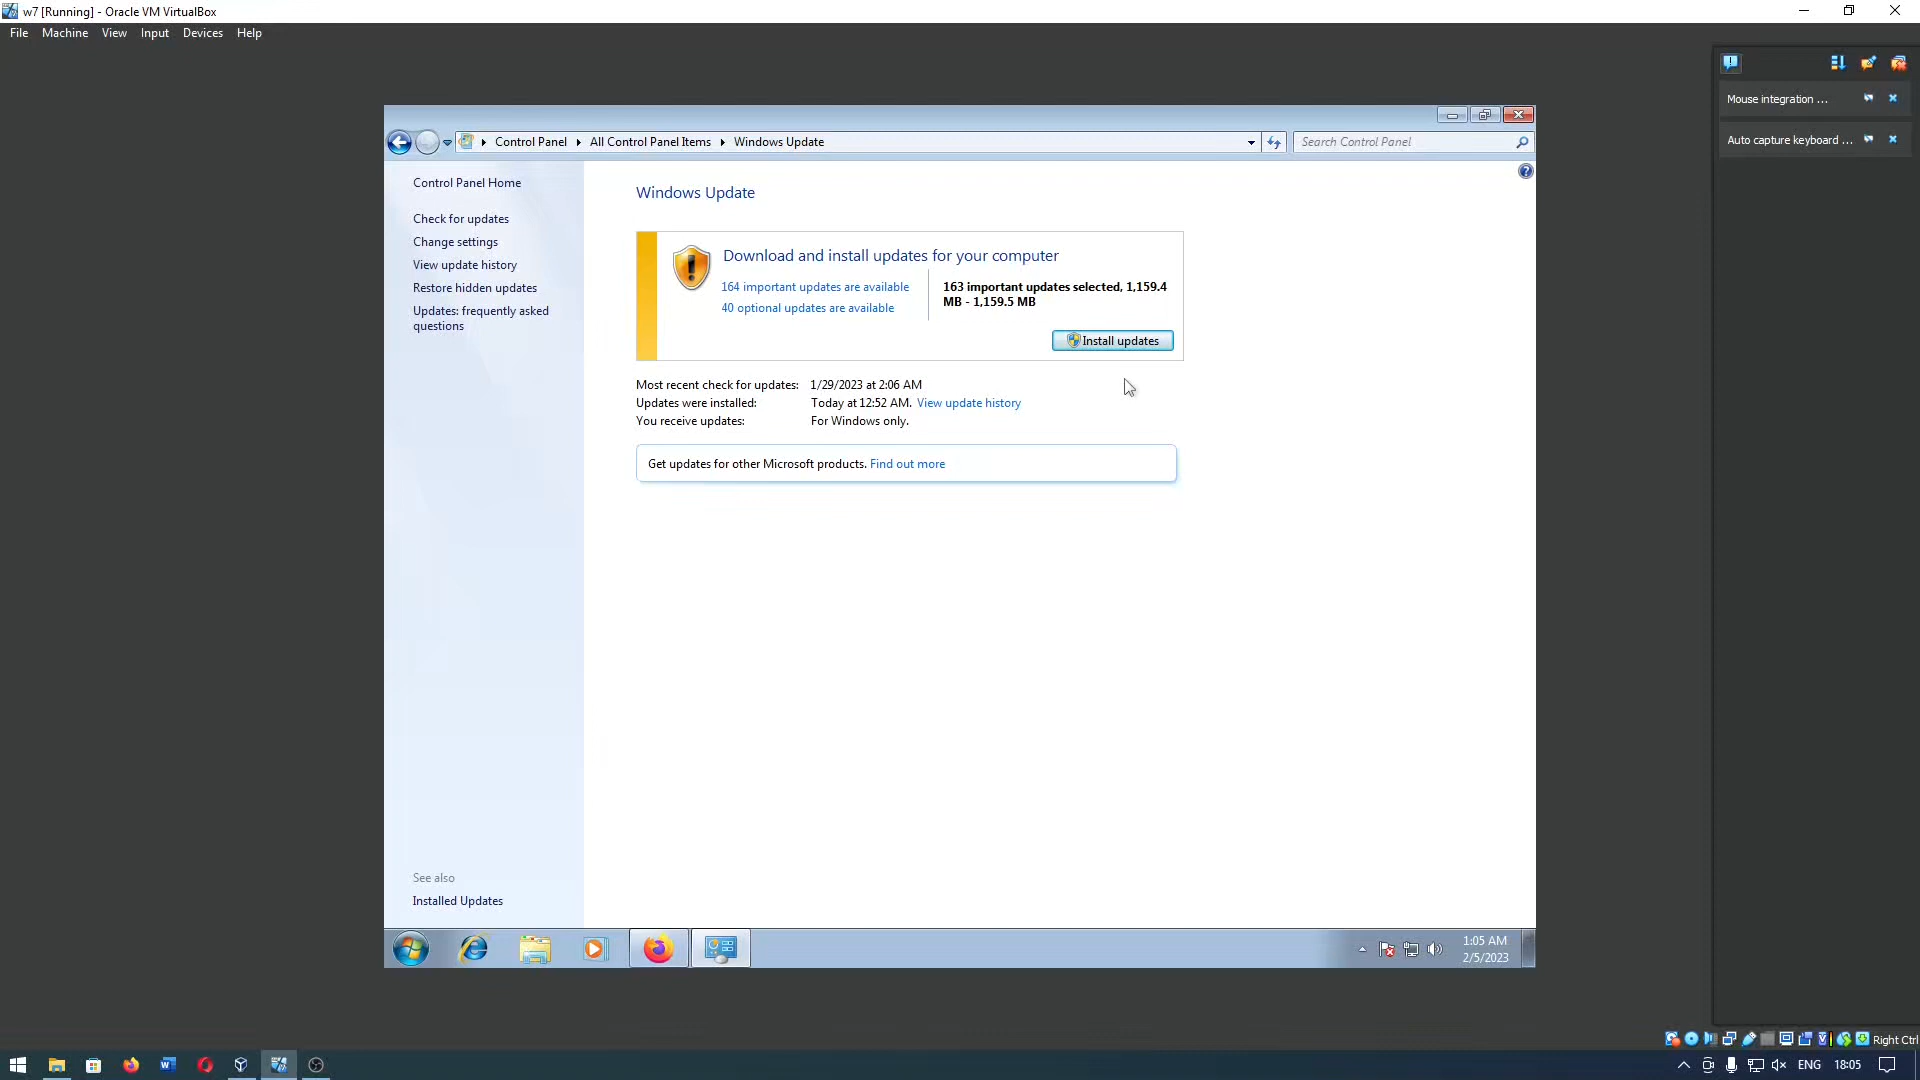 w7 [Running] - Oracle VM VirtualBox
File Machine View Input Devices Help
Mouse integration ...
Auto capture keyboard ...
Control Panel All Control Panel Items Windows Update
Search Control Panel
Control Panel Home
Check for updates
Change settings
View update history
Restore hidden updates
Updates: frequently asked
questions
Windows Update
Download and install updates for your computer
164 important updates are available
40 optional updates are available
163 important updates selected, 1,159.4
MB - 1,159.5 MB
Install updates
Most recent check for updates: 1/29/2023 at 2:06 AM
Updates were installed: Today at 12:52 AM. View update history
You receive updates: For Windows only.
Get updates for other Microsoft products. Find out more
See also
Installed Updates
1:05 AM
2/5/2023
Right Ctrl
ENG 18:05